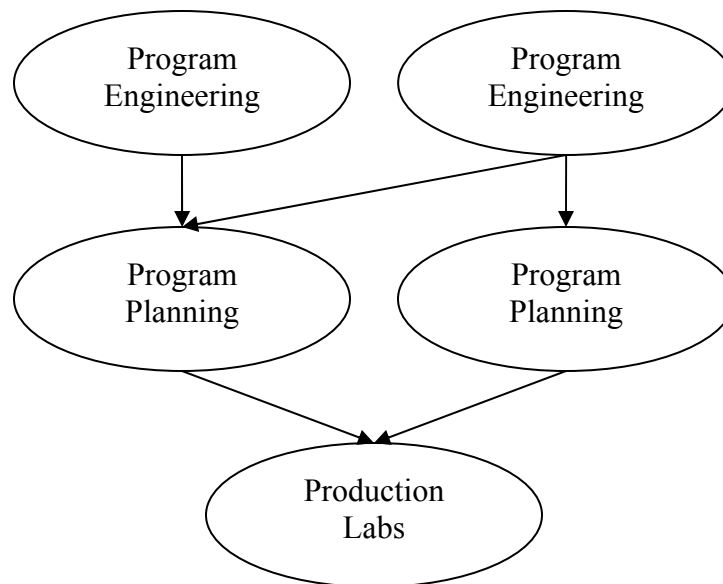 Program
Engineering
Program
Engineering
Program
Planning
Program
Planning
Production
Labs